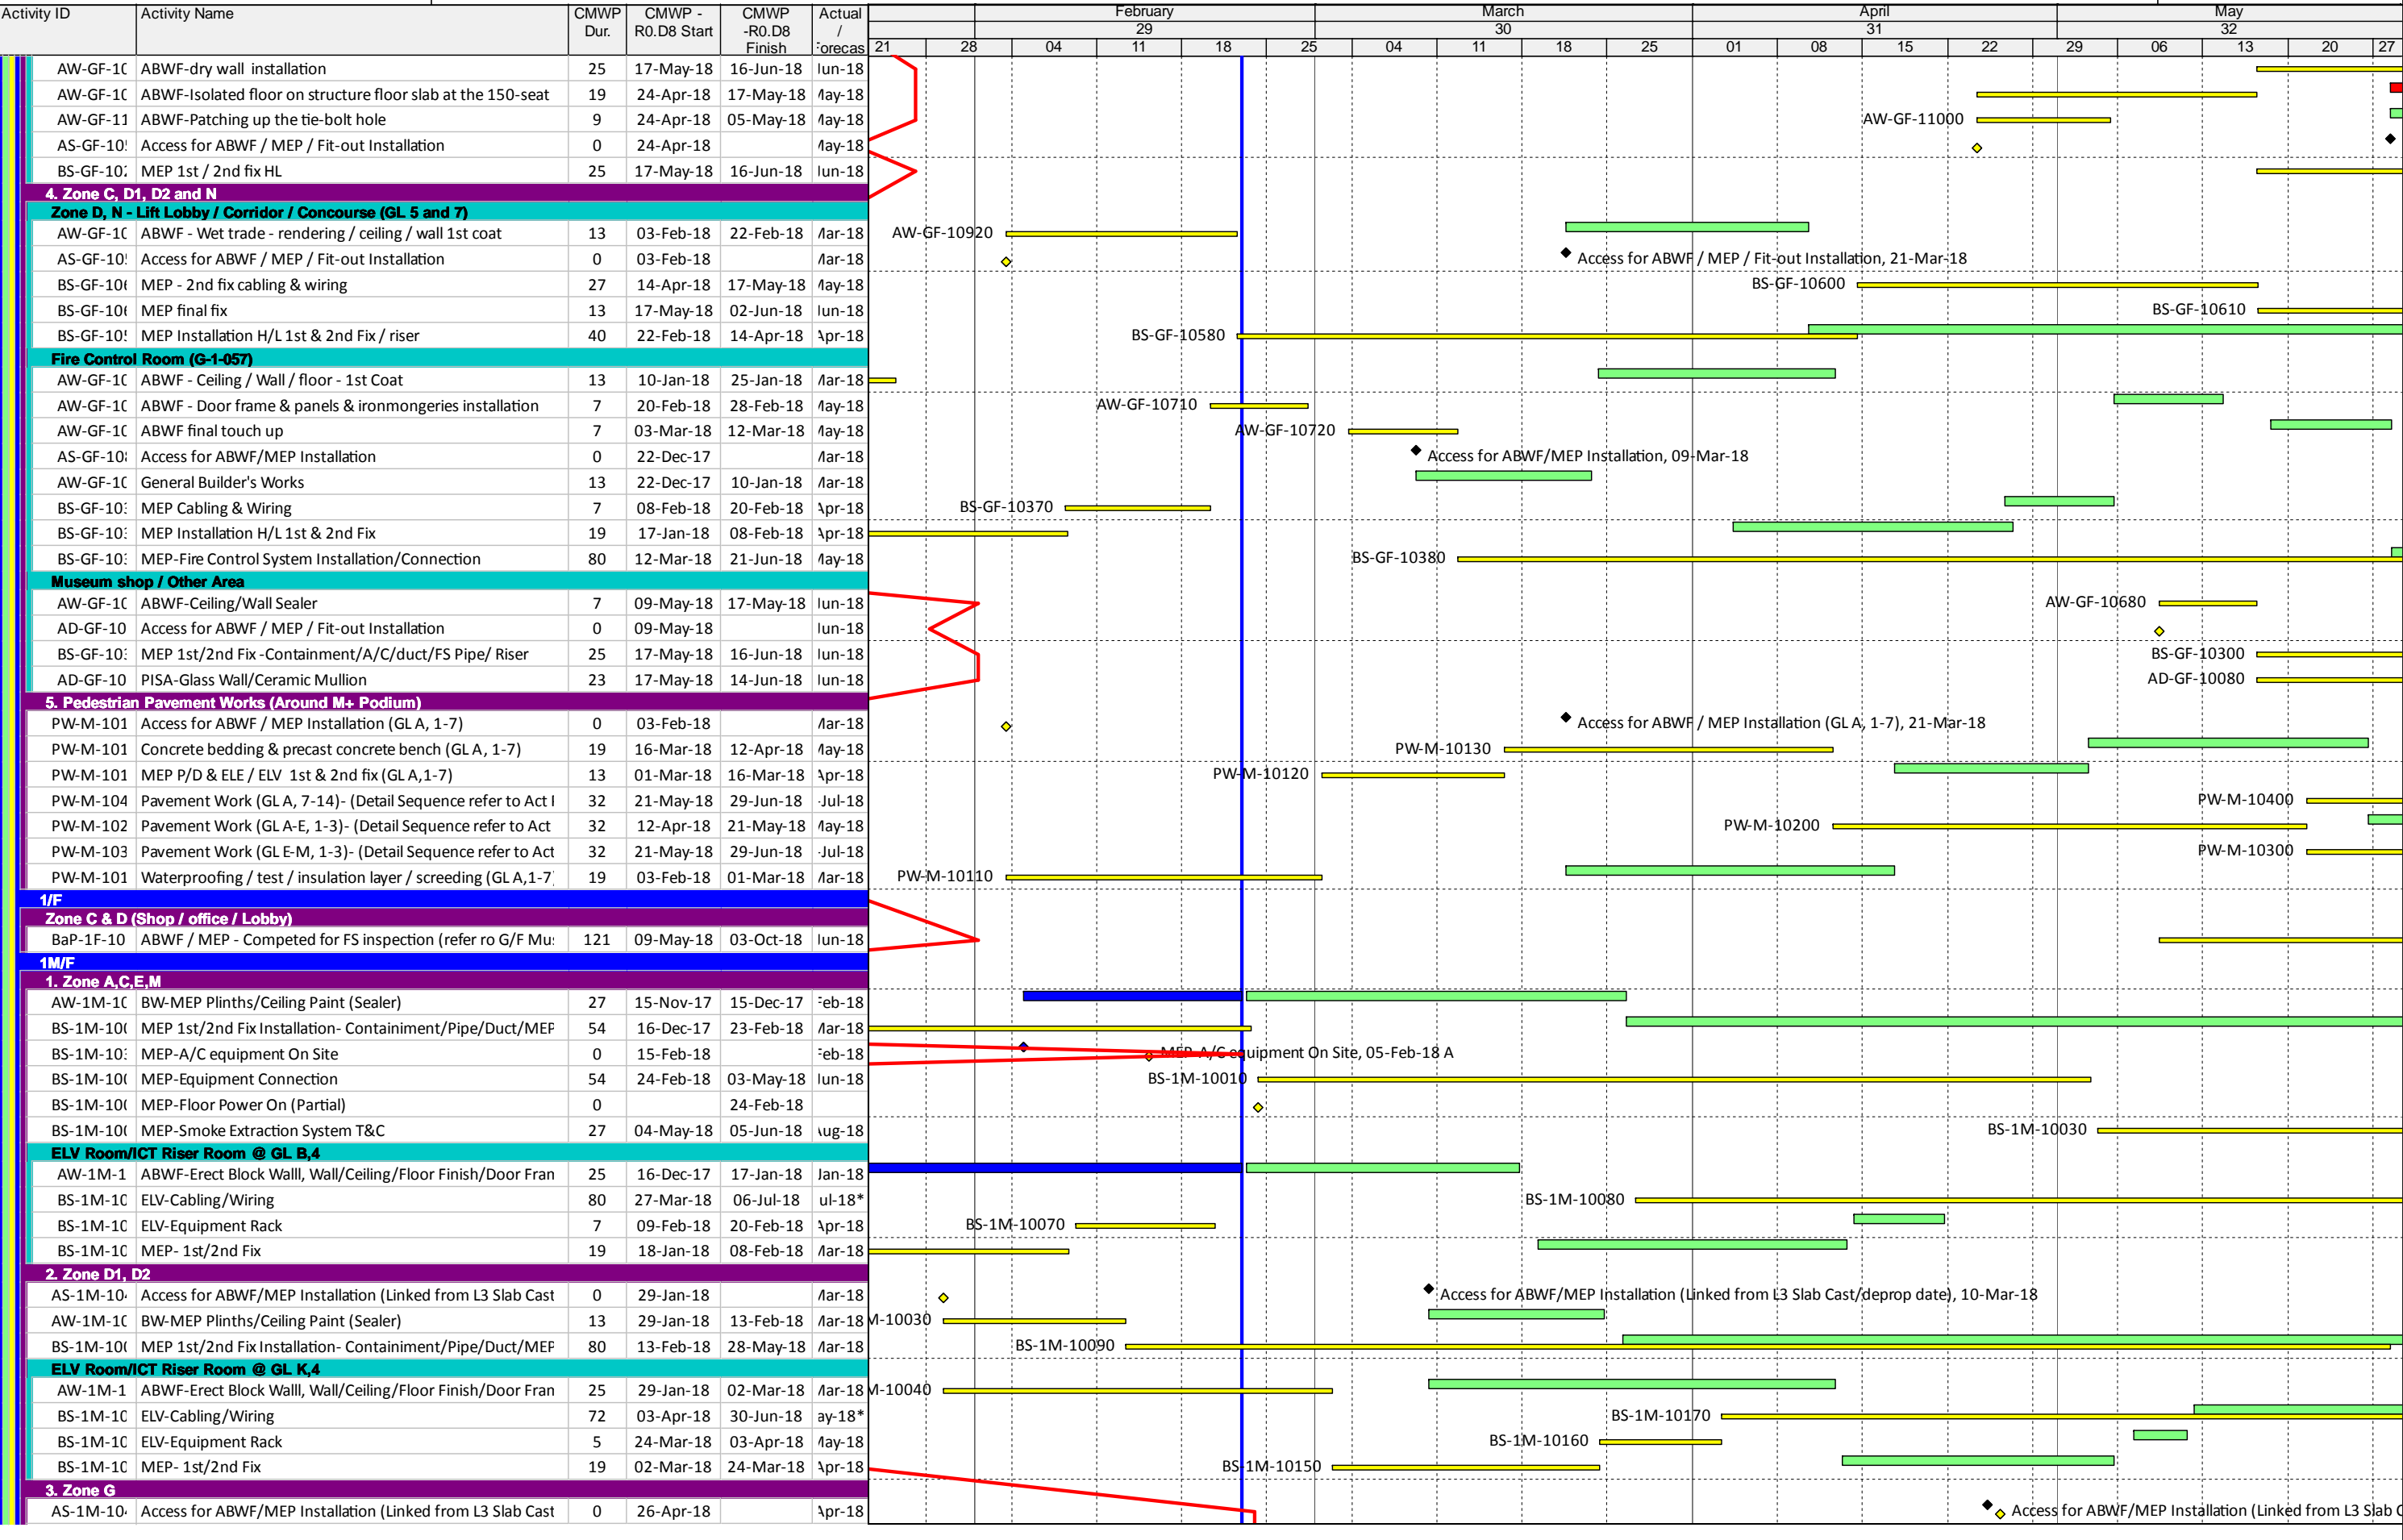 Activity ID Activity Name CMWP Dur. CMWP - R0.D8 Start CMWP -R0.D8 Finish Actual / Forecas
February March April May
29 30 31 32
21 28 04 11 18 25 04 11 18 25 01 08 15 22 29 06 13 20 27
AW-GF-10 ABWF-dry wall installation 25 17-May-18 16-Jun-18 Jun-18
AW-GF-10 ABWF-Isolated floor on structure floor slab at the 150-seat 19 24-Apr-18 17-May-18 May-18
AW-GF-11 ABWF-Patching up the tie-bolt hole 9 24-Apr-18 05-May-18 May-18 AW-GF-11000
AS-GF-10 Access for ABWF / MEP / Fit-out Installation 0 24-Apr-18 May-18
BS-GF-10 MEP 1st / 2nd fix HL 25 17-May-18 16-Jun-18 Jun-18
4. Zone C, D1, D2 and N
Zone D, N - Lift Lobby / Corridor / Concourse (GL 5 and 7)
AW-GF-10 ABWF - Wet trade - rendering / ceiling / wall 1st coat 13 03-Feb-18 22-Feb-18 Mar-18 AW-GF-10920
AS-GF-10 Access for ABWF / MEP / Fit-out Installation 0 03-Feb-18 Mar-18 Access for ABWF / MEP / Fit-out Installation, 21-Mar-18
BS-GF-10 MEP - 2nd fix cabling & wiring 27 14-Apr-18 17-May-18 May-18 BS-GF-10600
BS-GF-10 MEP final fix 13 17-May-18 02-Jun-18 Jun-18 BS-GF-10610
BS-GF-10 MEP Installation H/L 1st & 2nd Fix / riser 40 22-Feb-18 14-Apr-18 Apr-18 BS-GF-10580
Fire Control Room (G-1-057)
AW-GF-10 ABWF - Ceiling / Wall / floor - 1st Coat 13 10-Jan-18 25-Jan-18 Mar-18
AW-GF-10 ABWF - Door frame & panels & ironmongeries installation 7 20-Feb-18 28-Feb-18 May-18 AW-GF-10710
AW-GF-10 ABWF final touch up 7 03-Mar-18 12-Mar-18 May-18 AW-GF-10720
AS-GF-10 Access for ABWF/MEP Installation 0 22-Dec-17 Mar-18 Access for ABWF/MEP Installation, 09-Mar-18
AW-GF-10 General Builder's Works 13 22-Dec-17 10-Jan-18 Mar-18
BS-GF-10 MEP Cabling & Wiring 7 08-Feb-18 20-Feb-18 Apr-18 BS-GF-10370
BS-GF-10 MEP Installation H/L 1st & 2nd Fix 19 17-Jan-18 08-Feb-18 Apr-18
BS-GF-10 MEP-Fire Control System Installation/Connection 80 12-Mar-18 21-Jun-18 May-18 BS-GF-10380
Museum shop / Other Area
AW-GF-10 ABWF-Ceiling/Wall Sealer 7 09-May-18 17-May-18 Jun-18 AW-GF-10680
AD-GF-10 Access for ABWF / MEP / Fit-out Installation 0 09-May-18 Jun-18
BS-GF-10 MEP 1st/2nd Fix -Containment/A/C/duct/FS Pipe/ Riser 25 17-May-18 16-Jun-18 Jun-18 BS-GF-10300
AD-GF-10 PISA-Glass Wall/Ceramic Mullion 23 17-May-18 14-Jun-18 Jun-18 AD-GF-10080
5. Pedestrian Pavement Works (Around M+ Podium)
PW-M-101 Access for ABWF / MEP Installation (GL A, 1-7) 0 03-Feb-18 Mar-18 Access for ABWF / MEP Installation (GL A, 1-7), 21-Mar-18
PW-M-101 Concrete bedding & precast concrete bench (GL A, 1-7) 19 16-Mar-18 12-Apr-18 May-18 PW-M-10130
PW-M-101 MEP P/D & ELE / ELV 1st & 2nd fix (GL A,1-7) 13 01-Mar-18 16-Mar-18 Apr-18 PW-M-10120
PW-M-104 Pavement Work (GL A, 7-14)- (Detail Sequence refer to Act 32 21-May-18 29-Jun-18 -Jul-18 PW-M-10400
PW-M-102 Pavement Work (GL A-E, 1-3)- (Detail Sequence refer to Act 32 12-Apr-18 21-May-18 May-18 PW-M-10200
PW-M-103 Pavement Work (GL E-M, 1-3)- (Detail Sequence refer to Act 32 21-May-18 29-Jun-18 -Jul-18 PW-M-10300
PW-M-101 Waterproofing / test / insulation layer / screeding (GL A,1-7 19 03-Feb-18 01-Mar-18 Mar-18 PW-M-10110
1/F
Zone C & D (Shop / office / Lobby)
BaP-1F-10 ABWF / MEP - Competed for FS inspection (refer ro G/F Mu 121 09-May-18 03-Oct-18 Jun-18
1M/F
1. Zone A,C,E,M
AW-1M-10 BW-MEP Plinths/Ceiling Paint (Sealer) 27 15-Nov-17 15-Dec-17 Feb-18
BS-1M-10 MEP 1st/2nd Fix Installation- Containiment/Pipe/Duct/MEP 54 16-Dec-17 23-Feb-18 Mar-18
BS-1M-10 MEP-A/C equipment On Site 0 15-Feb-18 Feb-18 MEP-A/C equipment On Site, 05-Feb-18 A
BS-1M-10 MEP-Equipment Connection 54 24-Feb-18 03-May-18 Jun-18 BS-1M-10010
BS-1M-10 MEP-Floor Power On (Partial) 0 24-Feb-18
BS-1M-10 MEP-Smoke Extraction System T&C 27 04-May-18 05-Jun-18 Aug-18 BS-1M-10030
ELV Room/ICT Riser Room @ GL B,4
AW-1M-1 ABWF-Erect Block Walll, Wall/Ceiling/Floor Finish/Door Fran 25 16-Dec-17 17-Jan-18 Jan-18
BS-1M-10 ELV-Cabling/Wiring 80 27-Mar-18 06-Jul-18 ul-18* BS-1M-10080
BS-1M-10 ELV-Equipment Rack 7 09-Feb-18 20-Feb-18 Apr-18 BS-1M-10070
BS-1M-10 MEP- 1st/2nd Fix 19 18-Jan-18 08-Feb-18 Mar-18
2. Zone D1, D2
AS-1M-10 Access for ABWF/MEP Installation (Linked from L3 Slab Cast 0 29-Jan-18 Mar-18 Access for ABWF/MEP Installation (Linked from L3 Slab Cast/deprop date), 10-Mar-18
AW-1M-10 BW-MEP Plinths/Ceiling Paint (Sealer) 13 29-Jan-18 13-Feb-18 Mar-18 M-10030
BS-1M-10 MEP 1st/2nd Fix Installation- Containiment/Pipe/Duct/MEP 80 13-Feb-18 28-May-18 Mar-18 BS-1M-10090
ELV Room/ICT Riser Room @ GL K,4
AW-1M-1 ABWF-Erect Block Walll, Wall/Ceiling/Floor Finish/Door Fran 25 29-Jan-18 02-Mar-18 Mar-18 M-10040
BS-1M-10 ELV-Cabling/Wiring 72 03-Apr-18 30-Jun-18 ay-18* BS-1M-10170
BS-1M-10 ELV-Equipment Rack 5 24-Mar-18 03-Apr-18 May-18 BS-1M-10160
BS-1M-10 MEP- 1st/2nd Fix 19 02-Mar-18 24-Mar-18 Apr-18 BS-1M-10150
3. Zone G
AS-1M-10 Access for ABWF/MEP Installation (Linked from L3 Slab Cast 0 26-Apr-18 Apr-18 Access for ABWF/MEP Installation (Linked from L3 Slab C